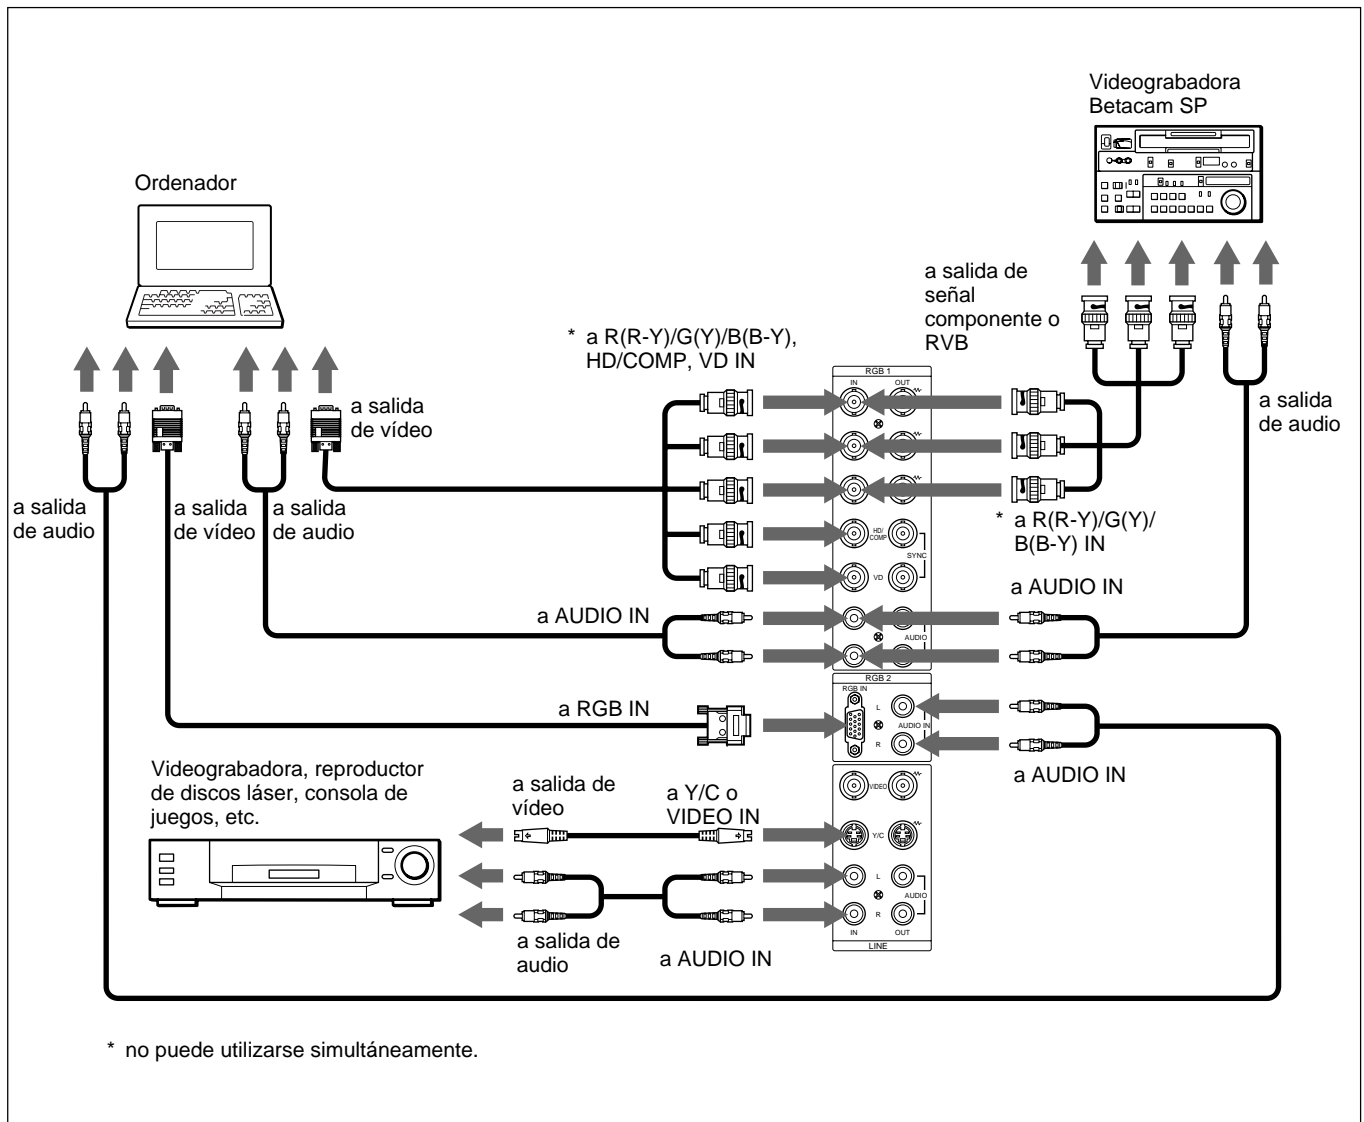 Videograbadora
Betacam SP
Ordenador
a salida de
señal
componente o
RVB
* a R(R-Y)/G(Y)/B(B-Y),
HD/COMP, VD IN
a salida
de vídeo
a salida
de audio
a salida
de audio
a salida
de vídeo
a salida
de audio
RGB 1
IN
OUT
HD/
COMP
SYNC
VD
AUDIO
* a R(R-Y)/G(Y)/
B(B-Y) IN
a AUDIO IN
a AUDIO IN
RGB 2
RGB IN
L
AUDIO IN
R
a RGB IN
a AUDIO IN
Videograbadora, reproductor
de discos láser, consola de
juegos, etc.
a salida de
vídeo
a Y/C o
VIDEO IN
VIDEO
Y/C
L
AUDIO
R
IN
OUT
LINE
a salida de
audio
a AUDIO IN
* no puede utilizarse simultáneamente.